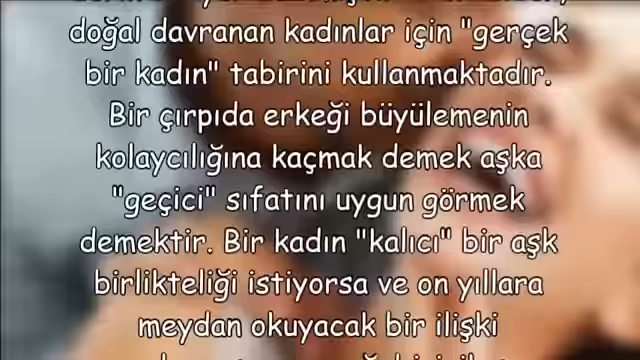 doğal davranan kadınlar için "gerçek
bir kadın" tabirini kullanmaktadır.
Bir çırpıda erkeği büyülemenin
kolaycılığına kaçmak demek aşka
"geçici" sıfatını uygun görmek
demektir. Bir kadın "kalıcı" bir aşk
birlikteliği istiyorsa ve on yıllara
meydan okuyacak bir ilişki